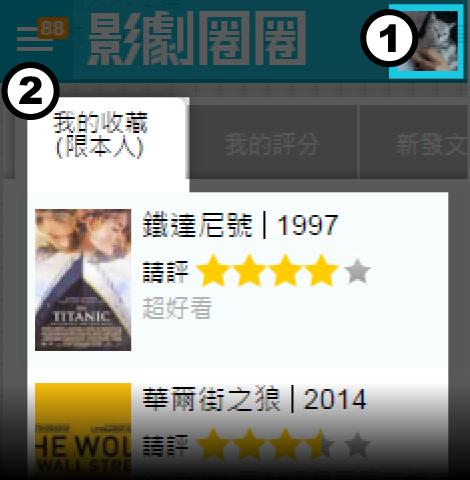 88
影劇圈圈
1
2
我的收藏
(限本人)
我的評分
新發文
鐵達尼號 | 1997
請評
超好看
TITANIC
華爾街之狼 | 2014
HE WOL
WALL STRE
請評